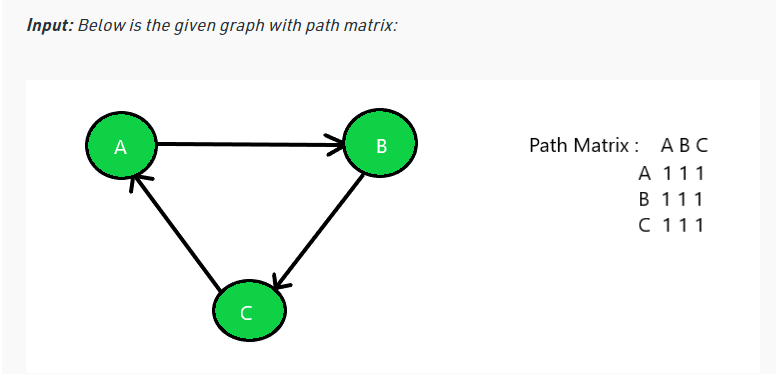 Input: Below is the given graph with path matrix:
A
B
C
Path Matrix : A B C
A 1 1 1
B 1 1 1
C 1 1 1